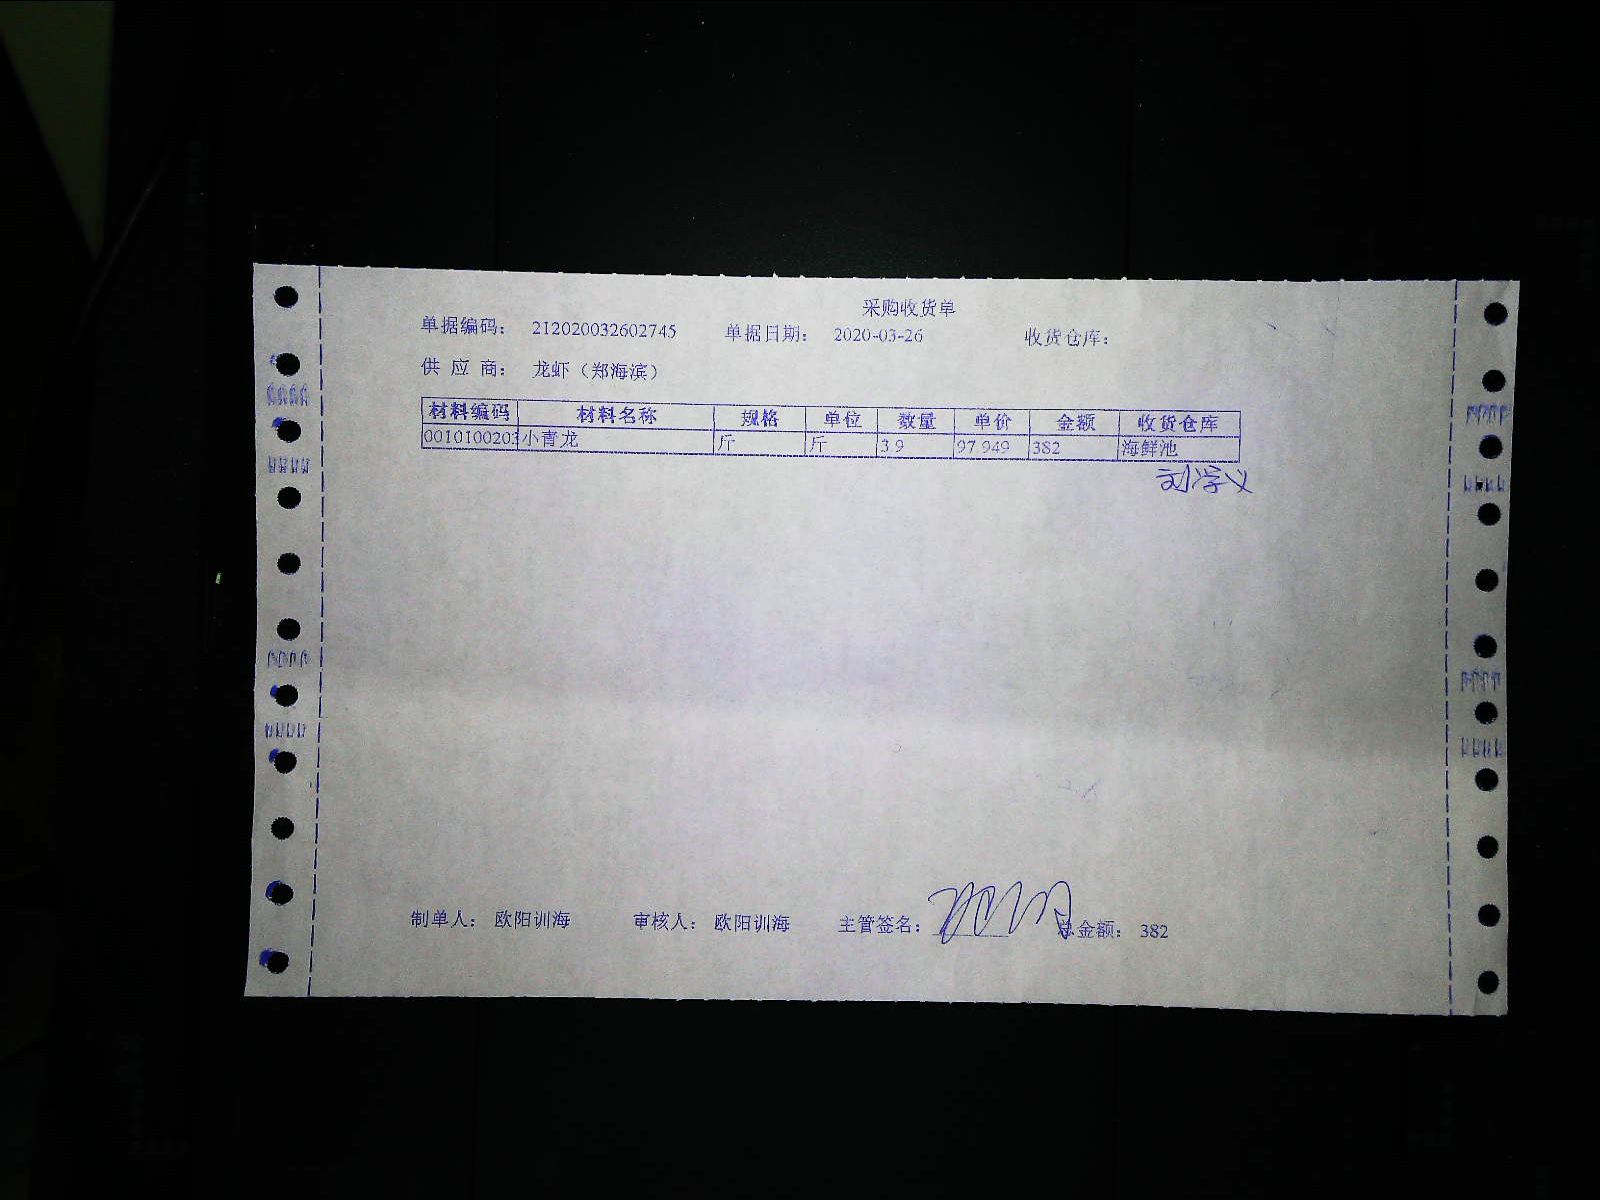 采购收货单
单据编码： 212020032602745 单据日期： 2020-03-26 收货仓库：
供 应 商： 龙虾（郑海滨）
材料编码 材料名称 规格 单位 数量 单价 金额 收货仓库
0010100203 小青龙 斤 斤 3.9 97.949 382 海鲜池
刘学义
制单人： 欧阳训海 审核人： 欧阳训海 主管签名： 总金额： 382